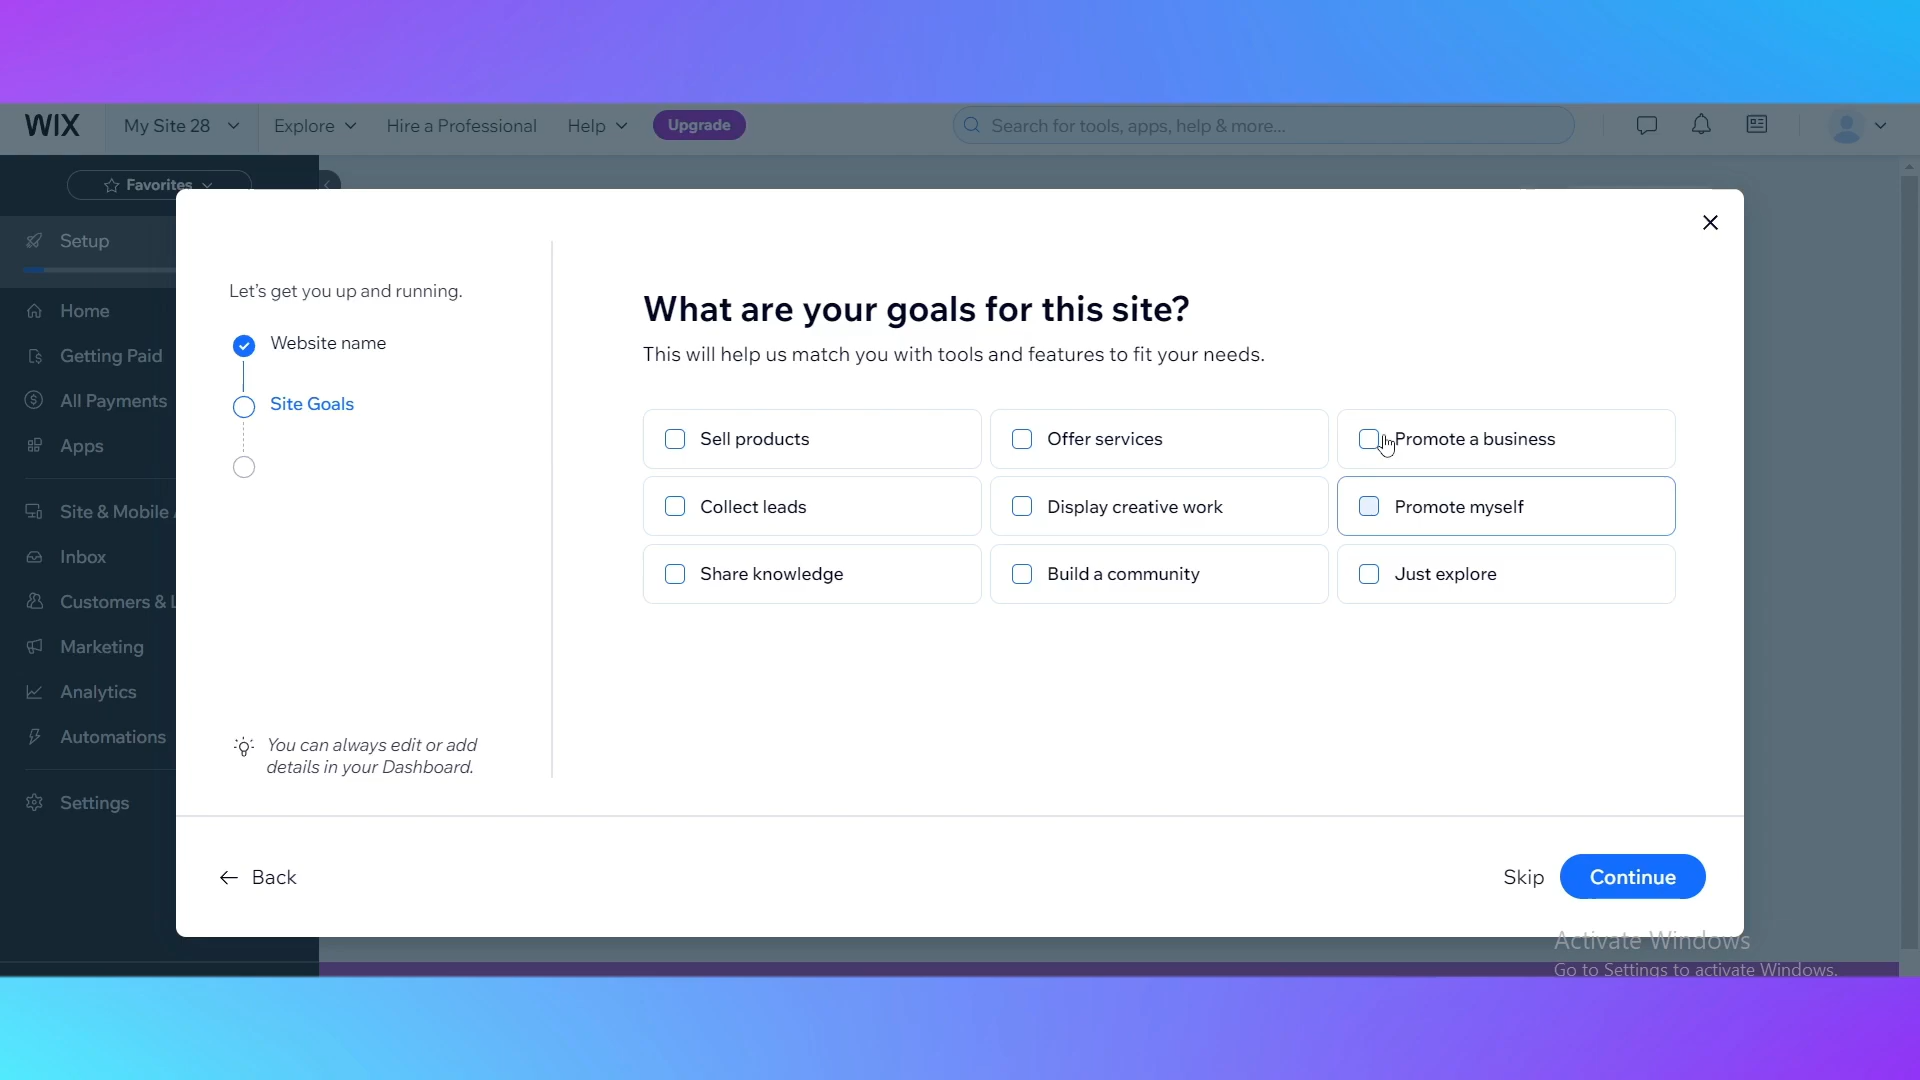 WIX
My Site 28
Explore
Hire a Professional
Help
Upgrade
Search for tools, apps, help & more...
Favorites
Setup
Home
Getting Paid
All Payments
Apps
Site & Mobile
Inbox
Customers &
Marketing
Analytics
Automations
Settings
Let's get you up and running.
Website name
Site Goals
You can always edit or add
details in your Dashboard.
What are your goals for this site?
This will help us match you with tools and features to fit your needs.
Sell products
Offer services
Promote a business
Collect leads
Display creative work
Promote myself
Share knowledge
Build a community
Just explore
Back
Skip
Continue
Activate Windows
Go to Settings to activate Windows.